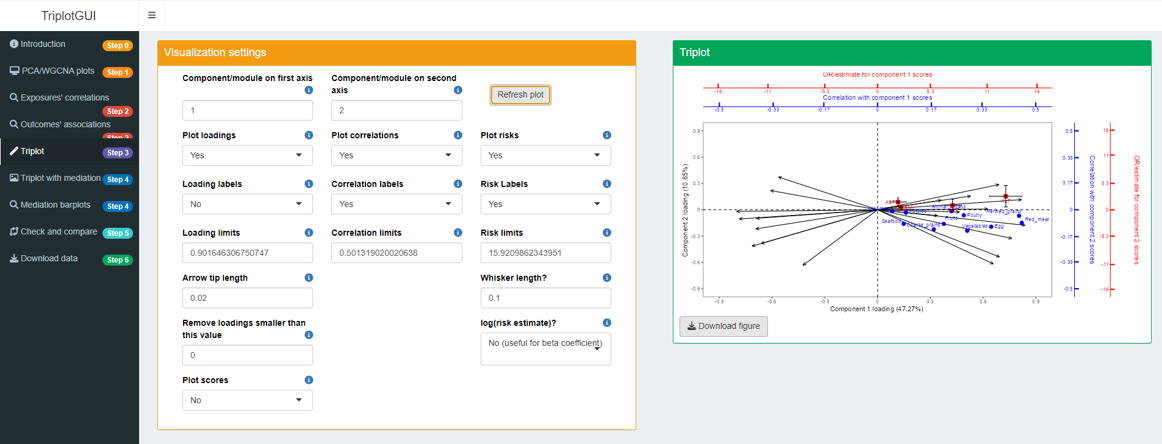 TriplotGUI
Introduction
Step 0
PCA/WGCNA plots
Step 1
Exposures' correlations
Step 2
Outcomes' associations
Triplot
Step 3
Triplot with mediation
Step 4
Mediation barplots
Step 4
Check and compare
Step 5
Download data
Step 6
Visualization settings
Component/module on first axis
Component/module on second axis
Refresh plot
1
2
Plot loadings
Plot correlations
Plot risks
Yes
Yes
Yes
Loading labels
Correlation labels
Risk Labels
No
Yes
Yes
Loading limits
Correlation limits
Risk limits
0.901646306750747
0.501319020020638
15.9209862343951
Arrow tip length
Whisker length?
0.02
0.1
Remove loadings smaller than
this value
log(risk estimate)?
0
No (useful for beta coefficient)
Plot scores
No
Triplot
OR/estimate for component 1 scores
-16
-11
-5.3
0
5.3
11
16
Correlation with component 1 scores
-0.5
-0.33
-0.17
0
0.17
0.33
0.5
0.9
0.6
0.3
0
-0.3
-0.6
-0.9
Component 2 loading (10.65%)
Poultry
Vegetables
Egg
Red_meat
-0.9
-0.6
-0.3
0
0.3
0.6
0.9
Component 1 loading (47.27%)
0.5
0.33
0.17
0
-0.17
-0.33
-0.5
Correlation with component 2 scores
16
11
5.3
0
-5.3
-11
-16
OR/estimate for component 2 scores
Download figure